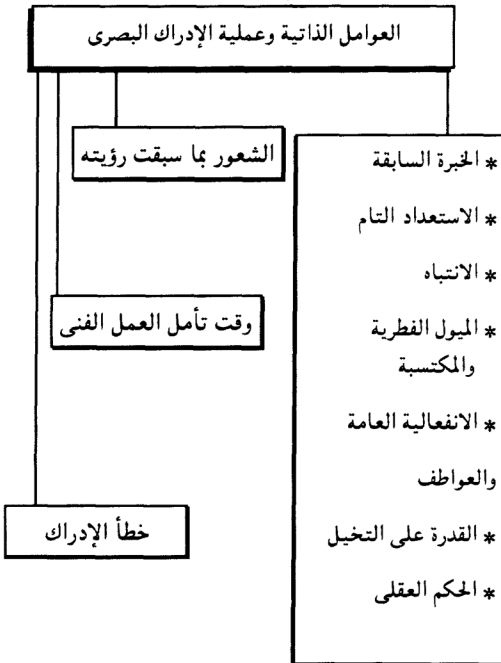 العوامل الذاتية وعملية الإدراك البصرى
* الخبرة السابقة
* الاستعداد التام
* الانتباه
* الميول الفطرية
والمكتسبة
* الانفعالية العامة
والعواطف
* القدرة على التخيل
* الحكم العقلى
الشعور بما سبقت رؤيته
وقت تأمل العمل الفنى
خطأ الإدراك